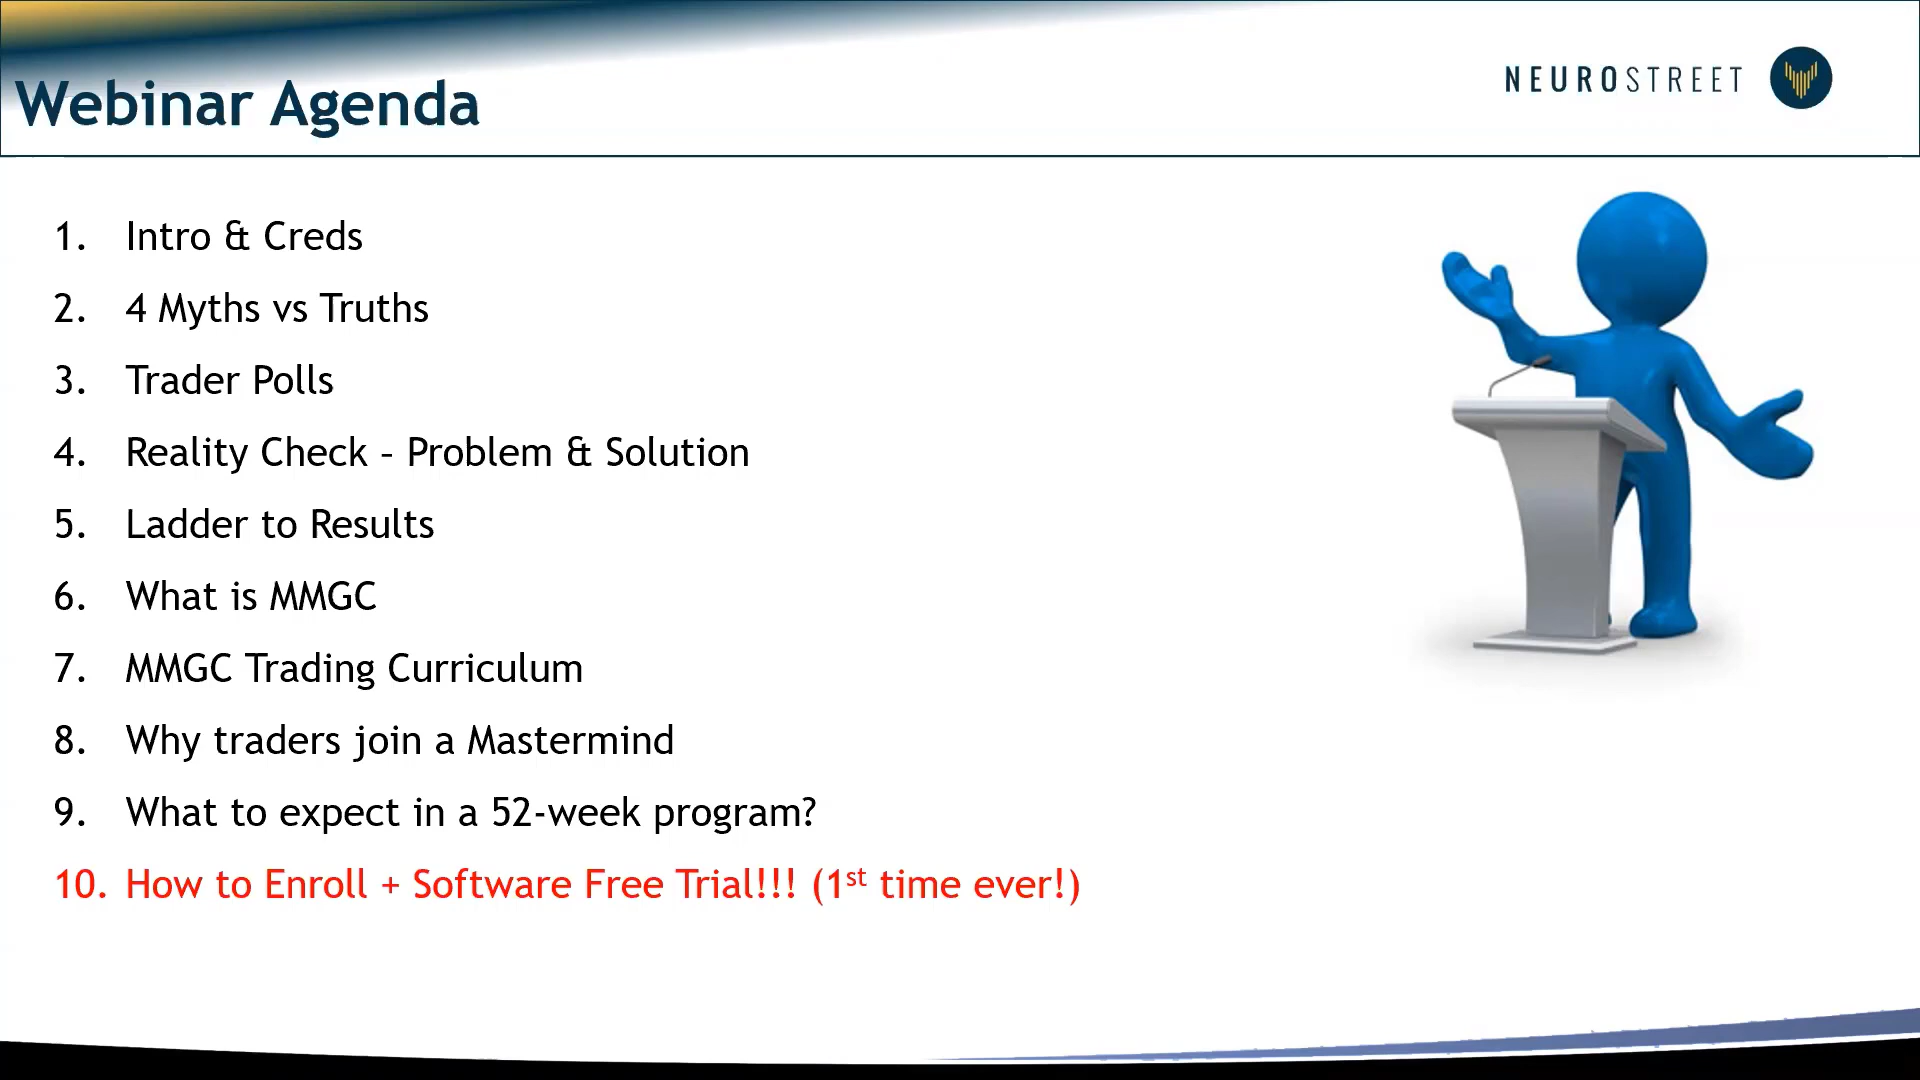 Webinar Agenda
NEUROSTREET
1. Intro & Creds
2. 4 Myths vs Truths
3. Trader Polls
4. Reality Check – Problem & Solution
5. Ladder to Results
6. What is MMGC
7. MMGC Trading Curriculum
8. Why traders join a Mastermind
9. What to expect in a 52-week program?
10. How to Enroll + Software Free Trial!!! (1st time ever!)